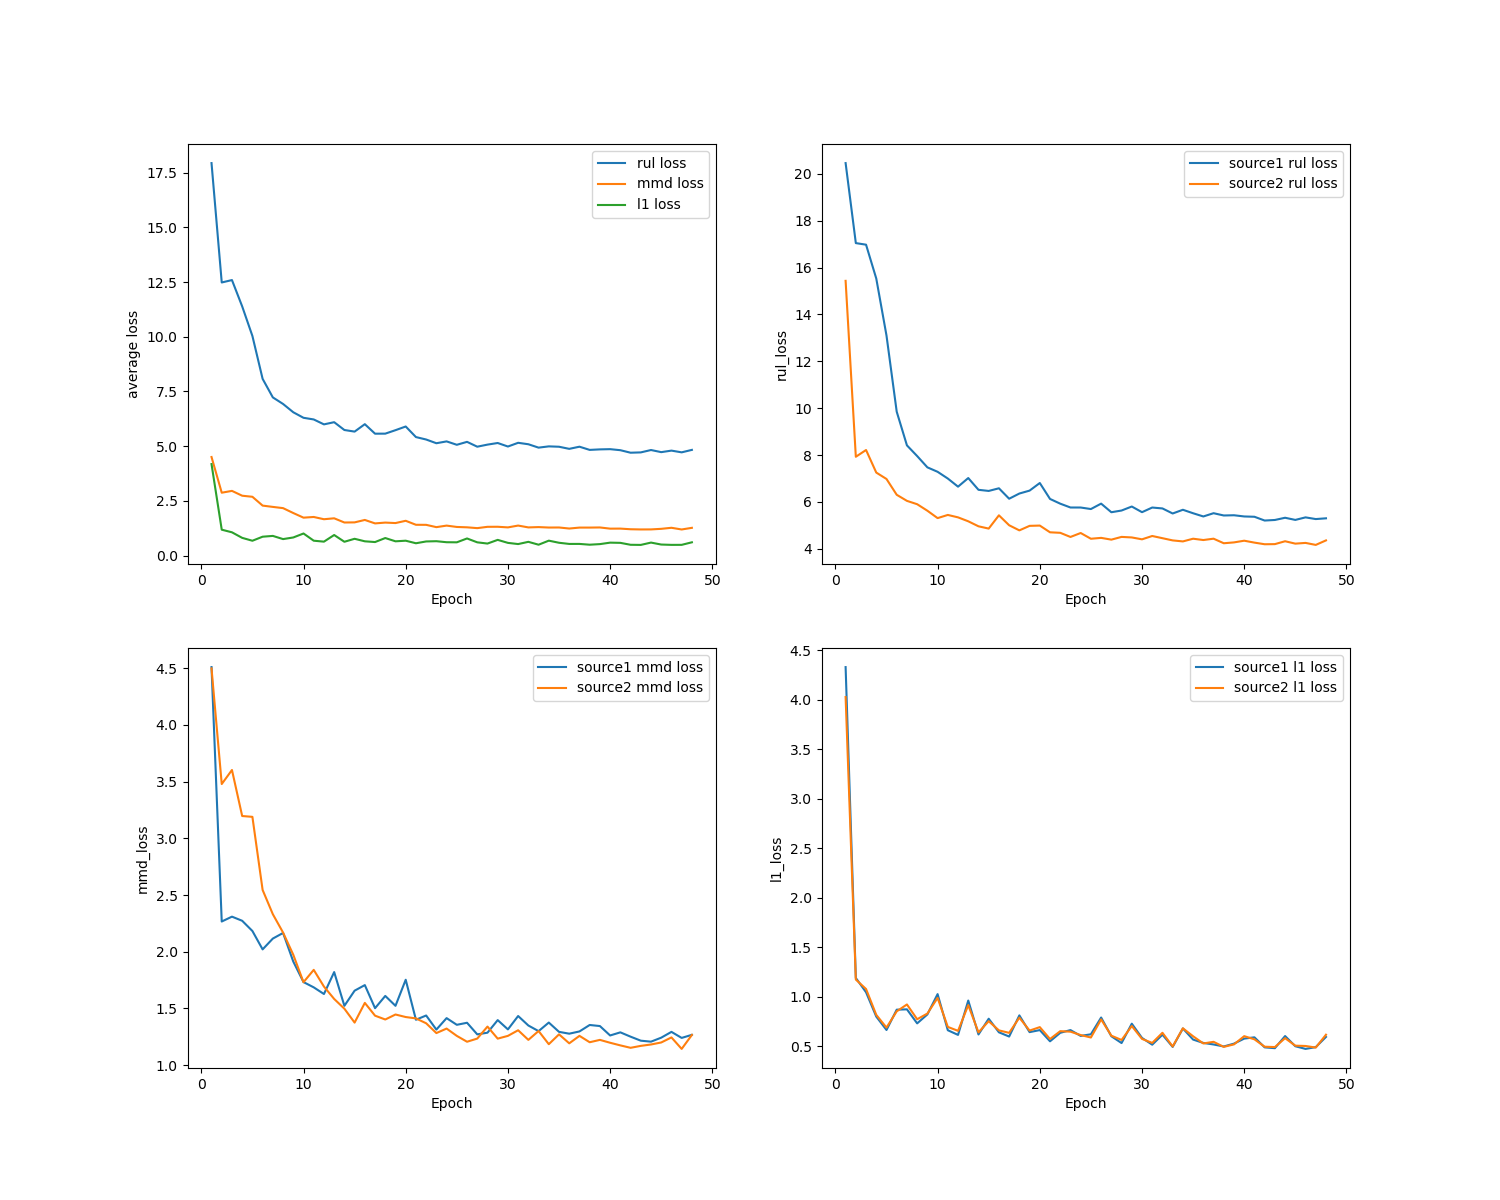 rul loss
mmd loss
l1 loss
17.5
15.0
12.5
10.0
7.5
5.0
2.5
0.0
average loss
0 10 20 30 40 50
Epoch
source1 rul loss
source2 rul loss
20
18
16
14
12
10
8
6
4
rul_loss
0 10 20 30 40 50
Epoch
source1 mmd loss
source2 mmd loss
4.5
4.0
3.5
3.0
2.5
2.0
1.5
1.0
mmd_loss
0 10 20 30 40 50
Epoch
source1 l1 loss
source2 l1 loss
4.5
4.0
3.5
3.0
2.5
2.0
1.5
1.0
0.5
l1_loss
0 10 20 30 40 50
Epoch